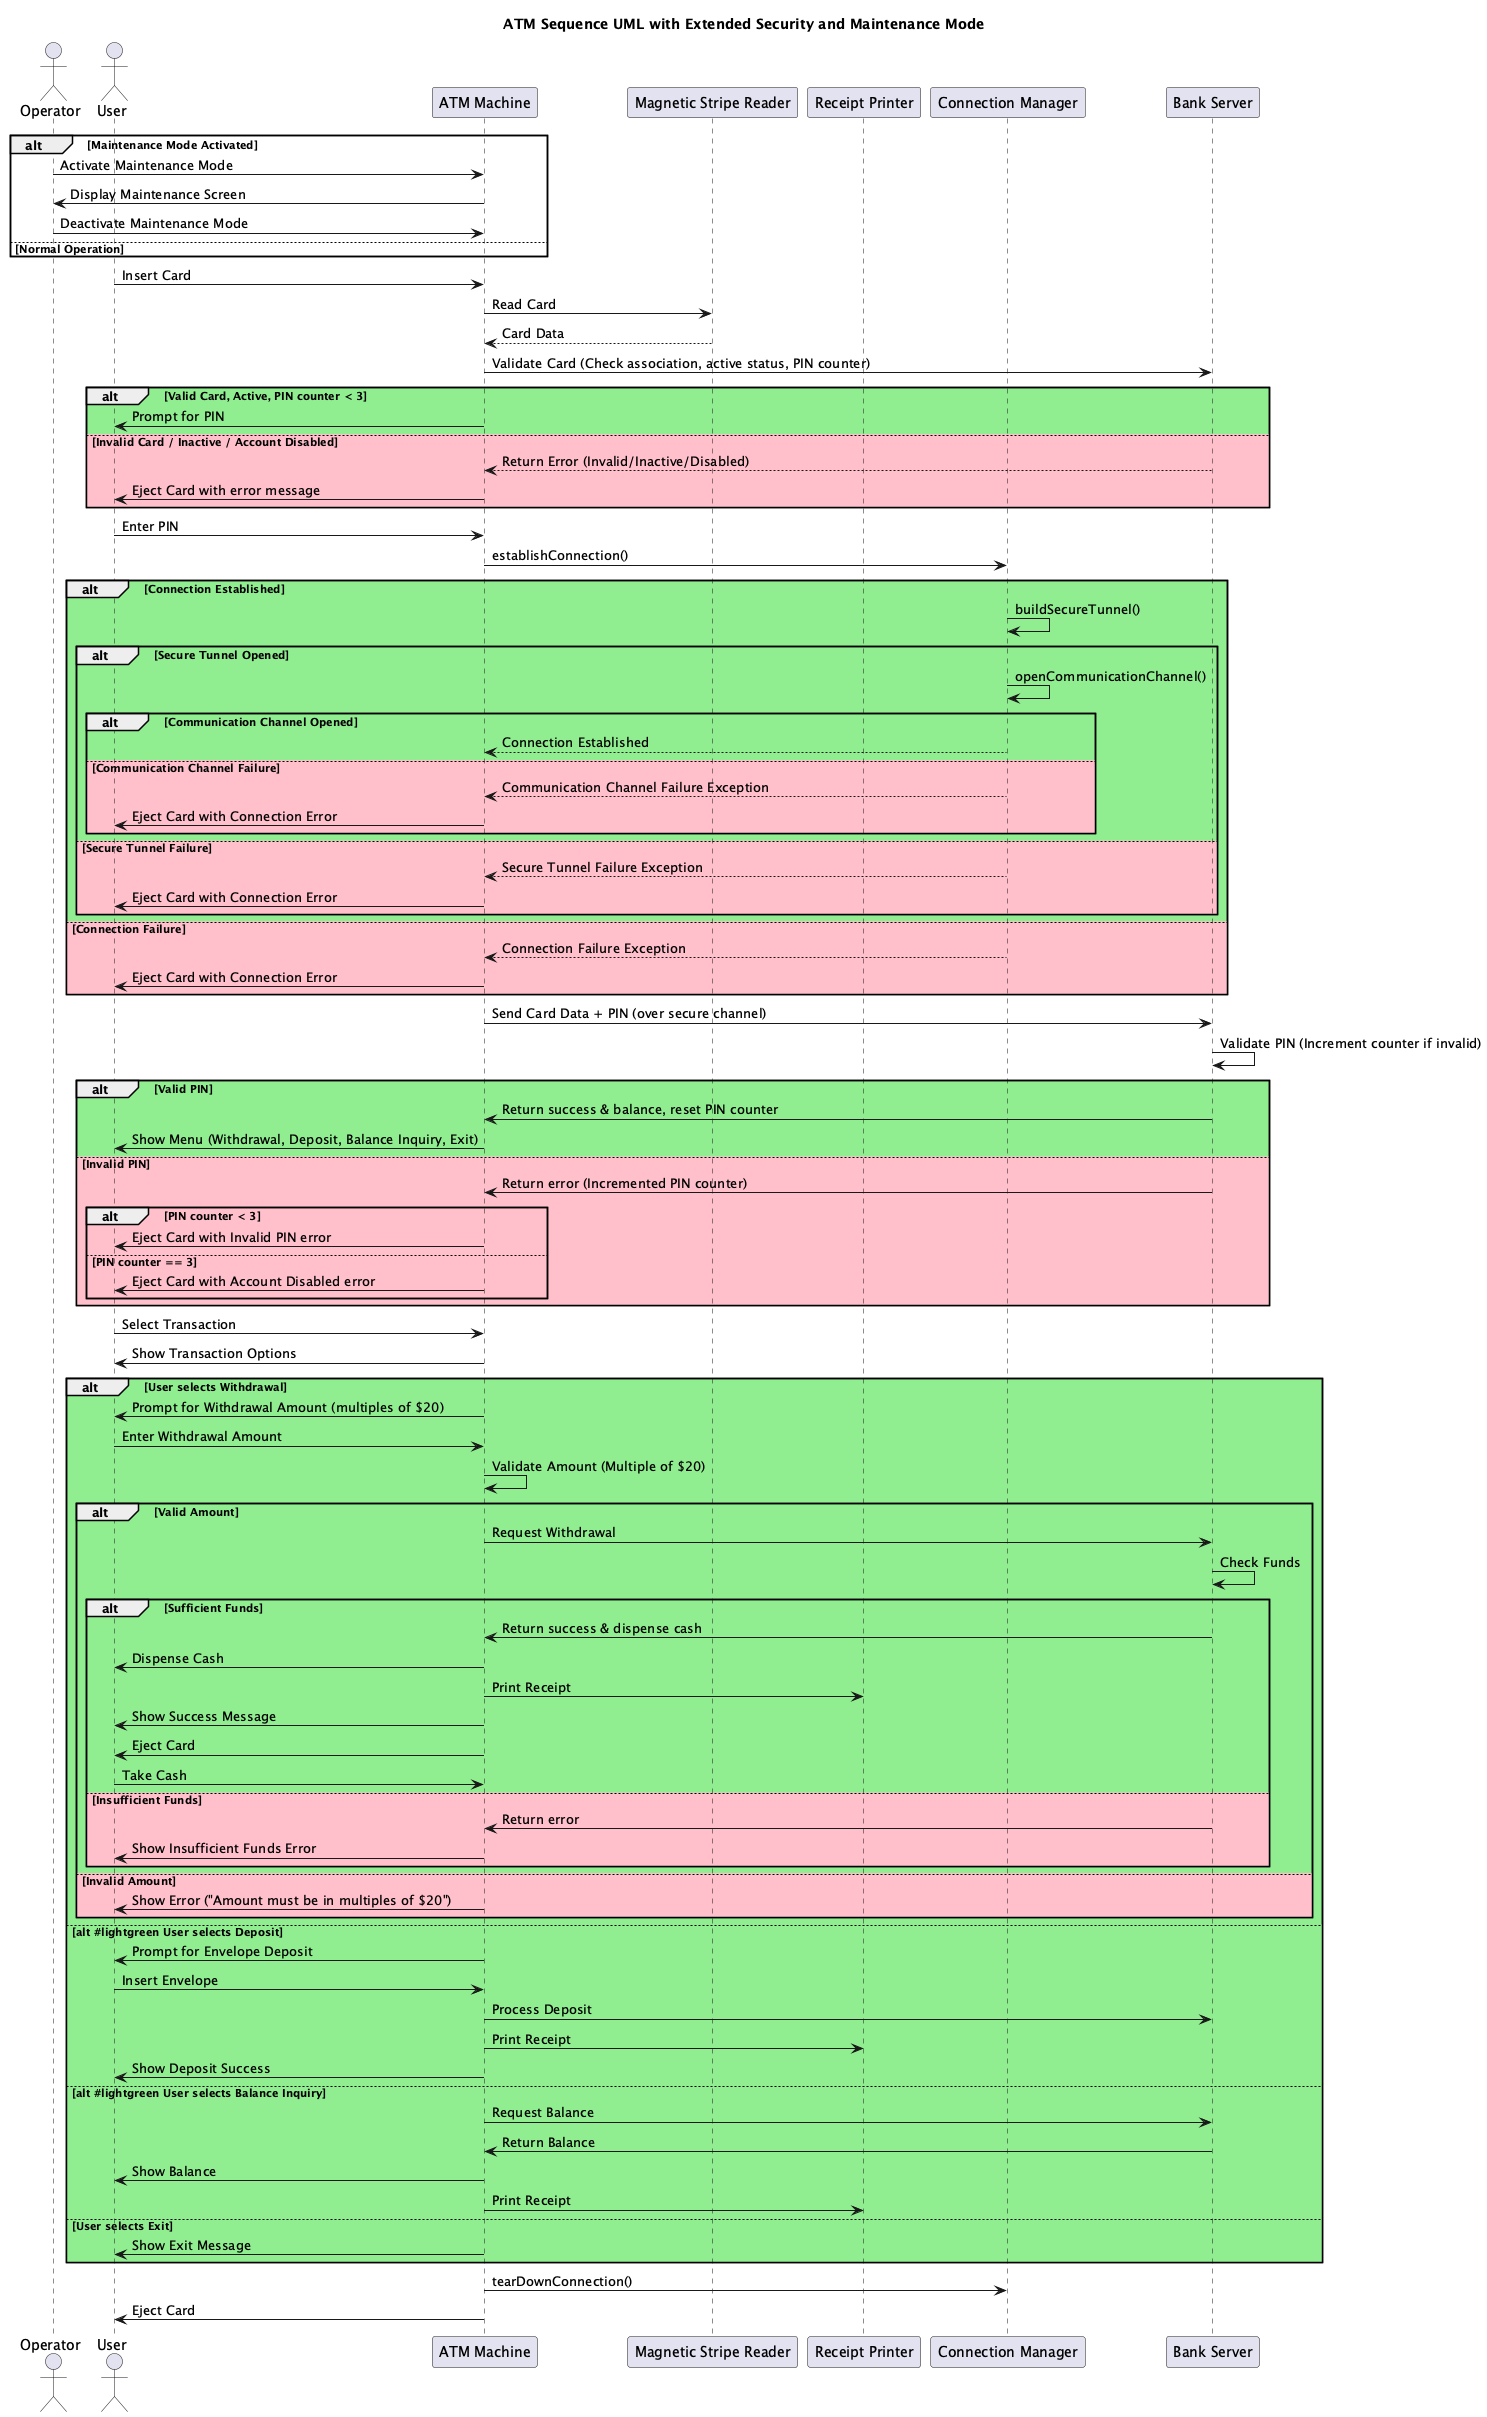 ATM Sequence UML with Extended Security and Maintenance Mode
Operator
User
ATM Machine
Magnetic Stripe Reader
Receipt Printer
Connection Manager
Bank Server
alt
[Maintenance Mode Activated]
Activate Maintenance Mode
Display Maintenance Screen
Deactivate Maintenance Mode
[Normal Operation]
Insert Card
Read Card
Card Data
Validate Card (Check association, active status, PIN counter)
alt
[Valid Card, Active, PIN counter < 3]
Prompt for PIN
[Invalid Card / Inactive / Account Disabled]
Return Error (Invalid/Inactive/Disabled)
Eject Card with error message
Enter PIN
establishConnection()
alt
[Connection Established]
buildSecureTunnel()
alt
[Secure Tunnel Opened]
openCommunicationChannel()
alt
[Communication Channel Opened]
Connection Established
[Communication Channel Failure]
Communication Channel Failure Exception
Eject Card with Connection Error
[Secure Tunnel Failure]
Secure Tunnel Failure Exception
Eject Card with Connection Error
[Connection Failure]
Connection Failure Exception
Eject Card with Connection Error
Send Card Data + PIN (over secure channel)
Validate PIN (Increment counter if invalid)
alt
[Valid PIN]
Return success & balance, reset PIN counter
Show Menu (Withdrawal, Deposit, Balance Inquiry, Exit)
[Invalid PIN]
Return error (Incremented PIN counter)
alt
[PIN counter < 3]
Eject Card with Invalid PIN error
[PIN counter == 3]
Eject Card with Account Disabled error
Select Transaction
Show Transaction Options
alt
[User selects Withdrawal]
Prompt for Withdrawal Amount (multiples of $20)
Enter Withdrawal Amount
Validate Amount (Multiple of $20)
alt
[Valid Amount]
Request Withdrawal
Check Funds
alt
[Sufficient Funds]
Return success & dispense cash
Dispense Cash
Print Receipt
Show Success Message
Eject Card
Take Cash
[Insufficient Funds]
Return error
Show Insufficient Funds Error
[Invalid Amount]
Show Error ("Amount must be in multiples of $20")
[alt #lightgreen User selects Deposit]
Prompt for Envelope Deposit
Insert Envelope
Process Deposit
Print Receipt
Show Deposit Success
[alt #lightgreen User selects Balance Inquiry]
Request Balance
Return Balance
Show Balance
Print Receipt
[User selects Exit]
Show Exit Message
tearDownConnection()
Eject Card
Operator
User
ATM Machine
Magnetic Stripe Reader
Receipt Printer
Connection Manager
Bank Server